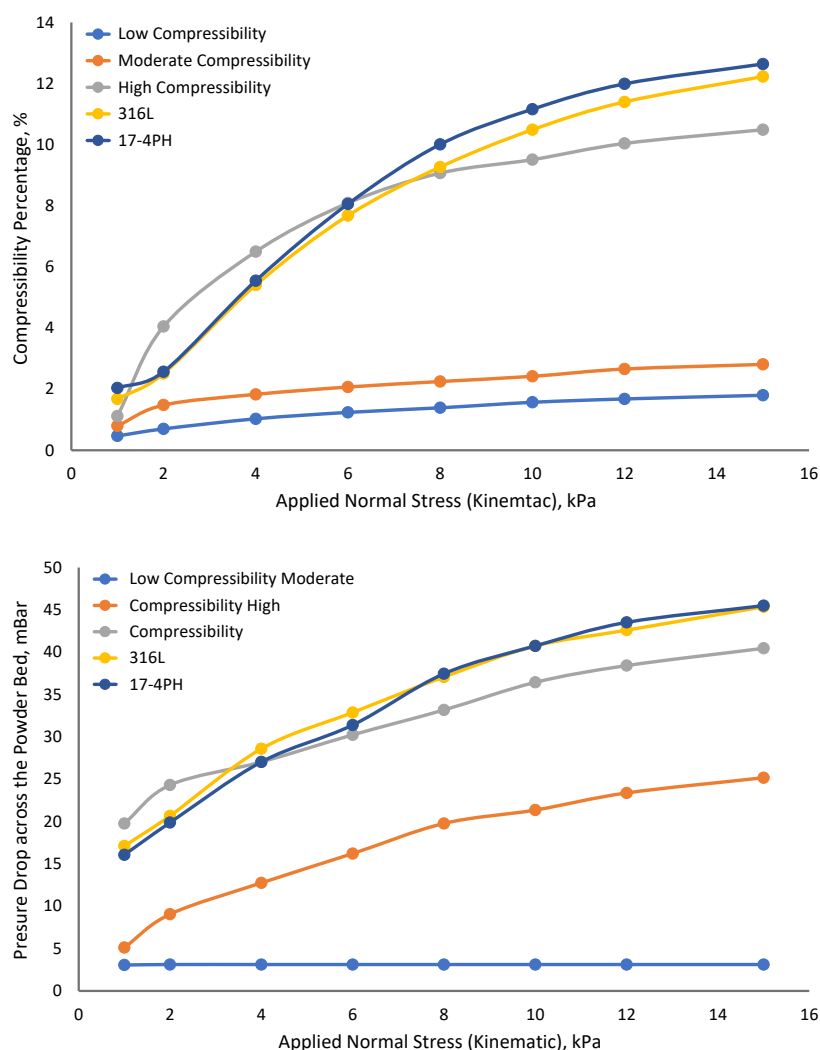 14
12
10
8
6
4
2
0
Compressibility Percentage, %
Low Compressibility
Moderate Compressibility
High Compressibility
316L
17-4PH
0 2 4 6 8 10 12 14 16
Applied Normal Stress (Kinemtac), kPa
50
45
40
35
30
25
20
15
10
5
0
Presure Drop across the Powder Bed, mBar
Low Compressibility Moderate
Compressibility High
Compressibility
316L
17-4PH
0 2 4 6 8 10 12 14 16
Applied Normal Stress (Kinematic), kPa